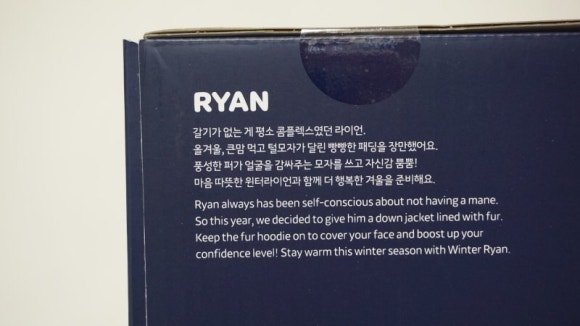 RYAN
갈기가 없는 게 평소 콤플렉스였던 라이언.
올겨울, 큰맘 먹고 털모자가 달린 빵빵한 패딩을 장만했어요.
풍성한 퍼가 얼굴을 감싸주는 모자를 쓰고 자신감 뿜뿜!
마음 따뜻한 윈터라이언과 함께 더 행복한 겨울을 준비해요.
Ryan always has been self-conscious about not having a mane.
So this year, we decided to give him a down jacket lined with fur.
Keep the fur hoodie on to cover your face and boost up your
confidence level! Stay warm this winter season with Winter Ryan.